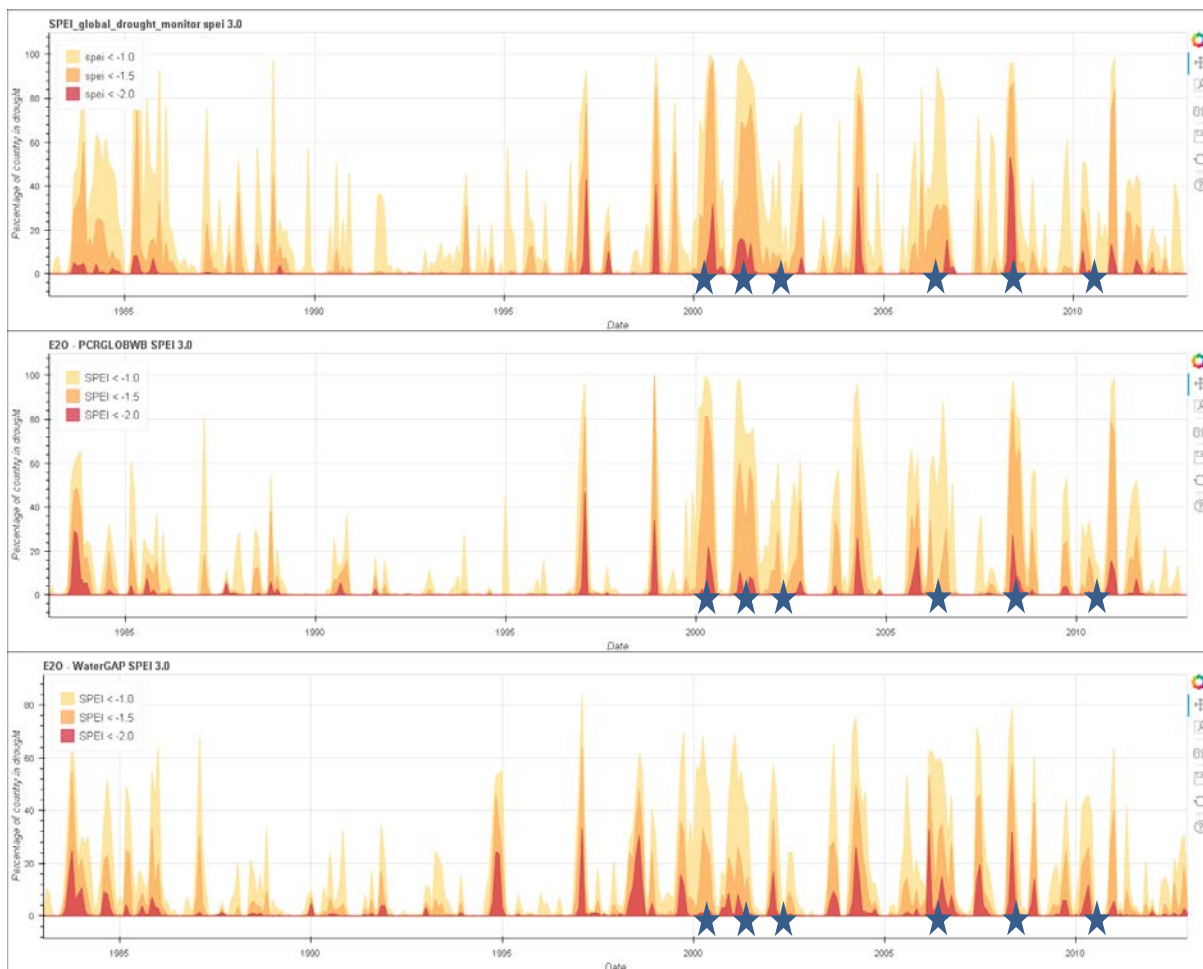 SPEI_global_drought_monitor spei 3.0
spei < -1.0
spei < -1.5
spei < -2.0
Percentage of country in drought
100
80
60
40
20
0
1985 1990 1995 2000 2005 2010
Date
E2O - PCRGLOBWB SPEI 3.0
SPEI < -1.0
SPEI < -1.5
SPEI < -2.0
Percentage of country in drought
100
80
60
40
20
0
1985 1990 1995 2000 2005 2010
Date
E2O - WaterGAP SPEI 3.0
SPEI < -1.0
SPEI < -1.5
SPEI < -2.0
Percentage of country in drought
80
60
40
20
0
1985 1990 1995 2000 2005 2010
Date